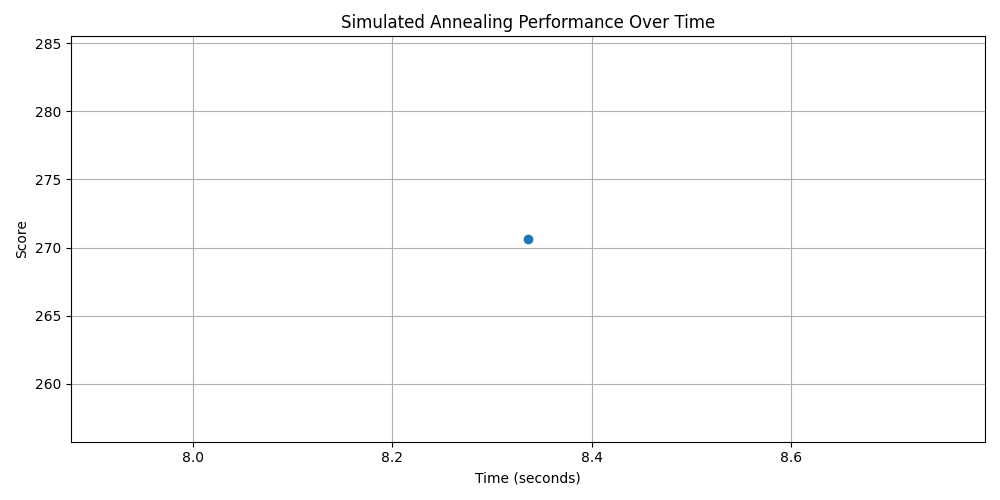 Simulated Annealing Performance Over Time
285
280
275
270
265
260
Score
8.0 8.2 8.4 8.6
Time (seconds)